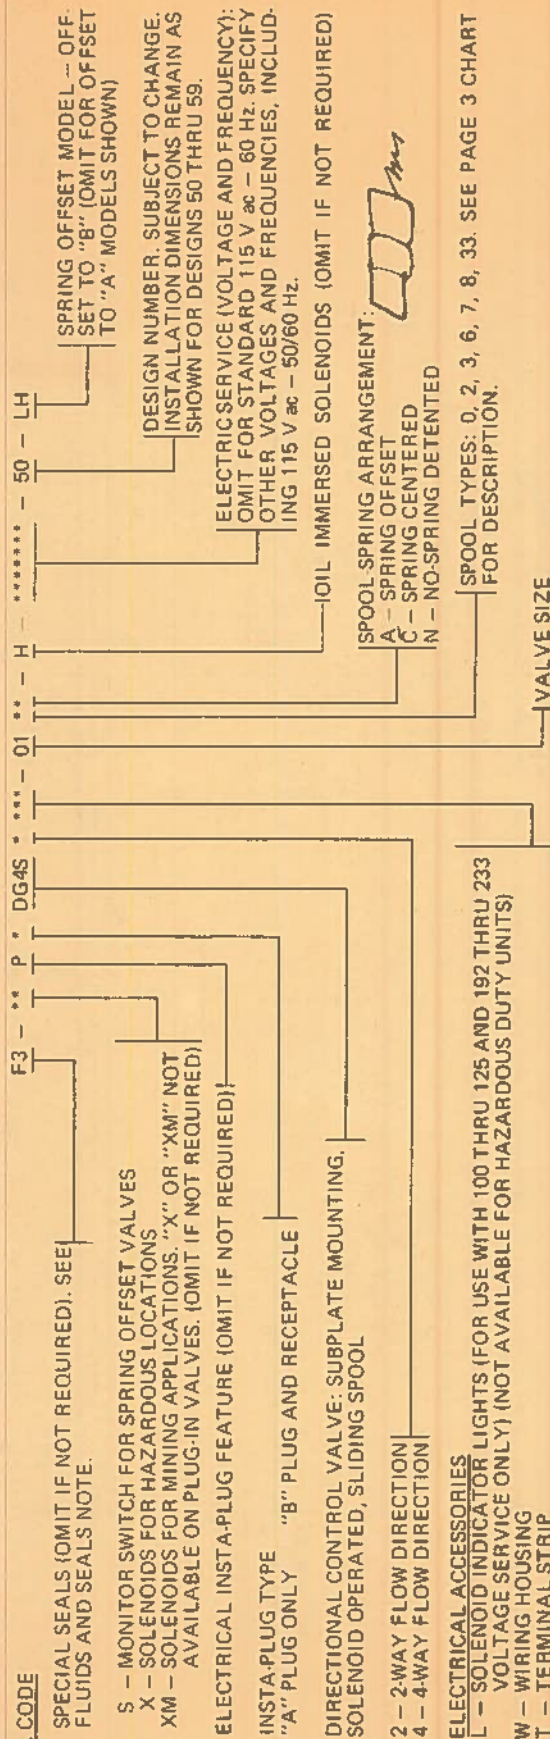 . CODE
F3 – ** P * DG4S * *** – 01 ** – H – ******* – 50 – LH
SPECIAL SEALS (OMIT IF NOT REQUIRED). SEE
FLUIDS AND SEALS NOTE.
S – MONITOR SWITCH FOR SPRING OFFSET VALVES
X – SOLENOIDS FOR HAZARDOUS LOCATIONS
XM – SOLENOIDS FOR MINING APPLICATIONS. "X" OR "XM" NOT
AVAILABLE ON PLUG-IN VALVES. (OMIT IF NOT REQUIRED)
ELECTRICAL INSTA-PLUG FEATURE (OMIT IF NOT REQUIRED)
INSTA-PLUG TYPE
"A" PLUG ONLY "B" PLUG AND RECEPTACLE
DIRECTIONAL CONTROL VALVE: SUBPLATE MOUNTING,
SOLENOID OPERATED, SLIDING SPOOL
2 – 2-WAY FLOW DIRECTION
4 – 4-WAY FLOW DIRECTION
ELECTRICAL ACCESSORIES
L – SOLENOID INDICATOR LIGHTS (FOR USE WITH 100 THRU 125 AND 192 THRU 233
VOLTAGE SERVICE ONLY) (NOT AVAILABLE FOR HAZARDOUS DUTY UNITS)
W – WIRING HOUSING
T – TERMINAL STRIP
SPRING OFFSET MODEL – OFF-
SET TO "B" (OMIT FOR OFFSET
TO "A" MODELS SHOWN)
DESIGN NUMBER. SUBJECT TO CHANGE.
INSTALLATION DIMENSIONS REMAIN AS
SHOWN FOR DESIGNS 50 THRU 59.
ELECTRIC SERVICE (VOLTAGE AND FREQUENCY):
OMIT FOR STANDARD 115 V ac – 60 Hz. SPECIFY
OTHER VOLTAGES AND FREQUENCIES, INCLUD-
ING 115 V ac – 50/60 Hz.
OIL IMMERSED SOLENOIDS (OMIT IF NOT REQUIRED)
SPOOL-SPRING ARRANGEMENT:
A – SPRING OFFSET
C – SPRING CENTERED
N – NO-SPRING DETENTED
SPOOL TYPES: 0, 2, 3, 6, 7, 8, 33. SEE PAGE 3 CHART
FOR DESCRIPTION.
VALVE SIZE